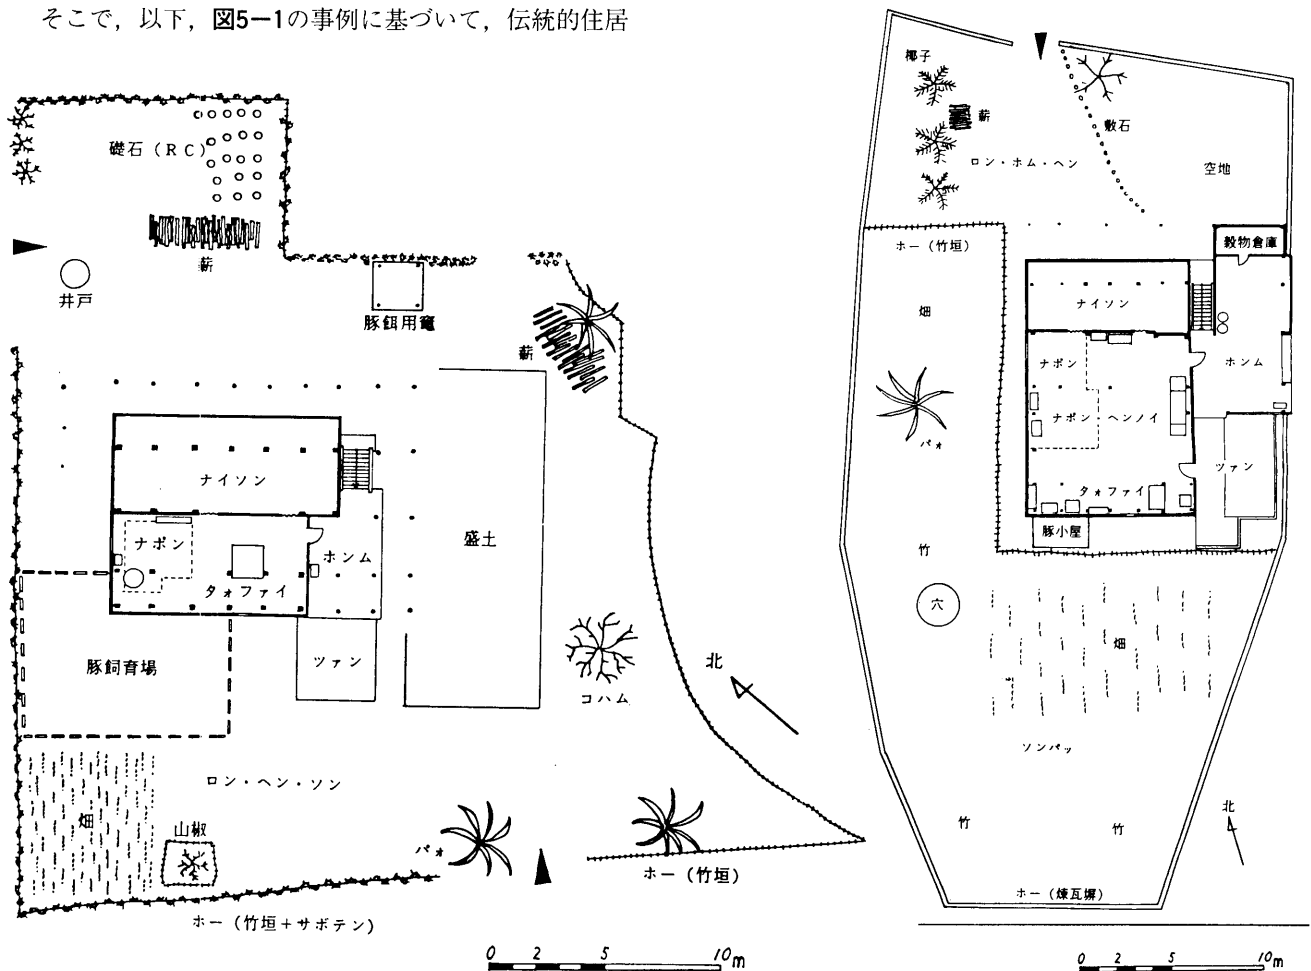 そこで，以下，図5－1の事例に基づいて，伝統的住居
礎石（RC）
薪
井戸
豚餌用竈
薪
ナイソン
ナポン
タォファイ
ホンム
ツァン
盛土
コハム
北
豚飼育場
ロン・ヘン・ソン
畑
山椒
パォ
ホー（竹垣＋サボテン）
ホー（竹垣）
0 2 5 10m
椰子
薪
敷石
ロン・ホム・ヘン
空地
穀物倉庫
ホー（竹垣）
畑
ナイソン
ナポン
ホンム
ナポン・ヘンノイ
パォ
ツァン
タォファイ
豚小屋
竹
穴
畑
ソンパッ
北
竹
竹
ホー（煉瓦塀）
0 2 5 10m